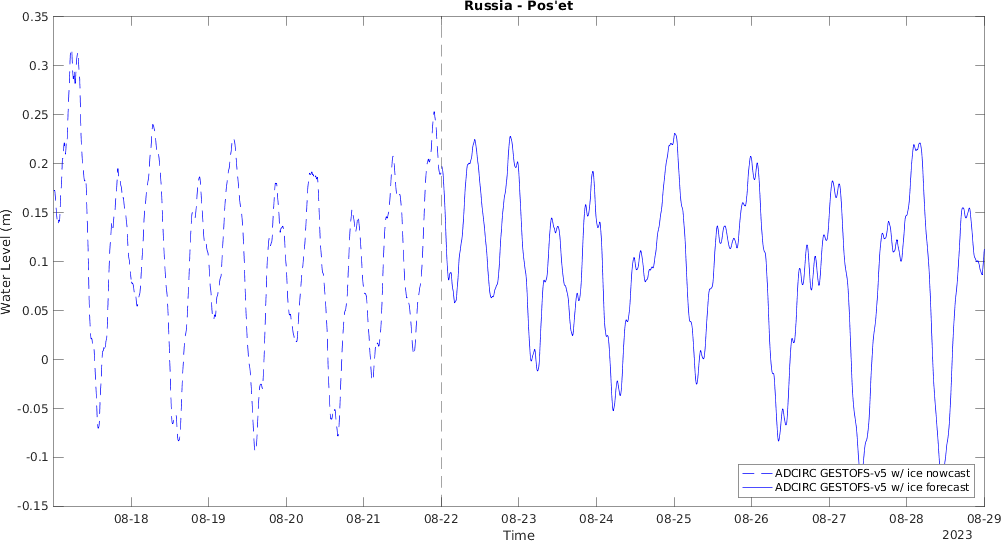 Russia - Pos'et
0.35
0.3
0.25
0.2
0.15
0.1
0.05
0
-0.05
-0.1
-0.15
Water Level (m)
ADCIRC GESTOFS-v5 w/ ice nowcast
ADCIRC GESTOFS-v5 w/ ice forecast
08-18 08-19 08-20 08-21 08-22 08-23 08-24 08-25 08-26 08-27 08-28 08-29
Time
2023